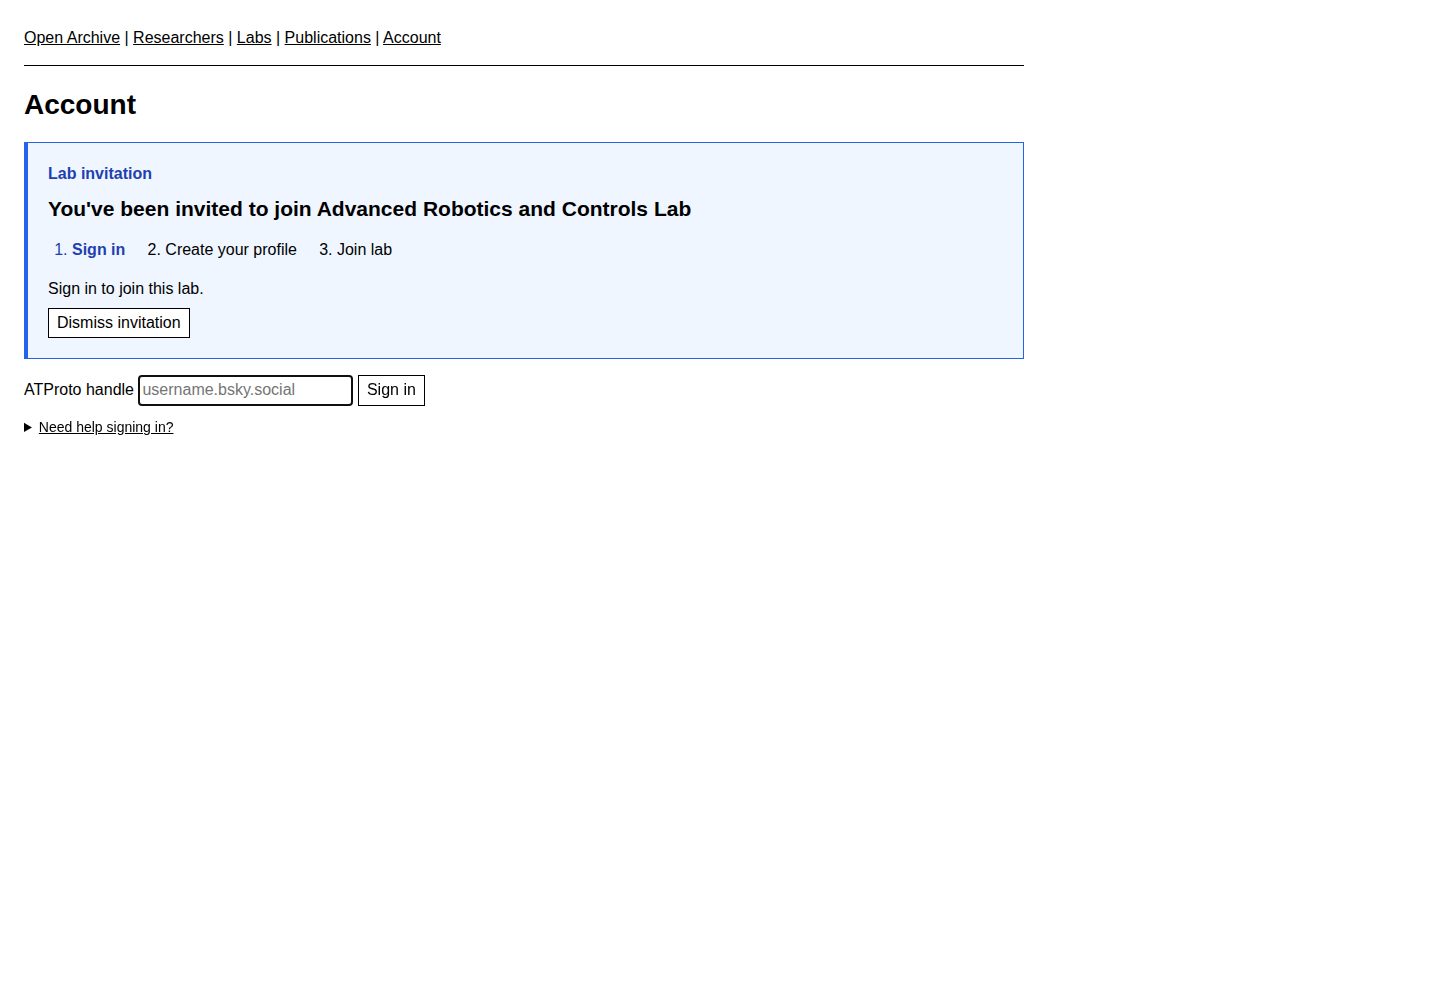 Open Archive | Researchers | Labs | Publications | Account
Account
Lab invitation
You've been invited to join Advanced Robotics and Controls Lab
1. Sign in 2. Create your profile 3. Join lab
Sign in to join this lab.
Dismiss invitation
ATProto handle username.bsky.social Sign in
Need help signing in?